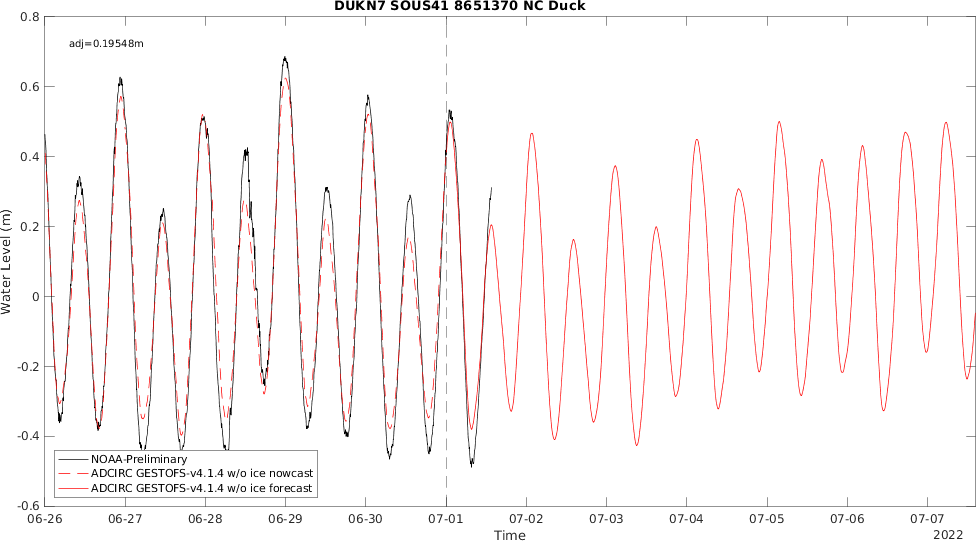 DUKN7 SOUS41 8651370 NC Duck
adj=0.19548m
0.8
0.6
0.4
0.2
0
-0.2
-0.4
-0.6
Water Level (m)
NOAA-Preliminary
ADCIRC GESTOFS-v4.1.4 w/o ice nowcast
ADCIRC GESTOFS-v4.1.4 w/o ice forecast
06-26 06-27 06-28 06-29 06-30 07-01 07-02 07-03 07-04 07-05 07-06 07-07
Time
2022